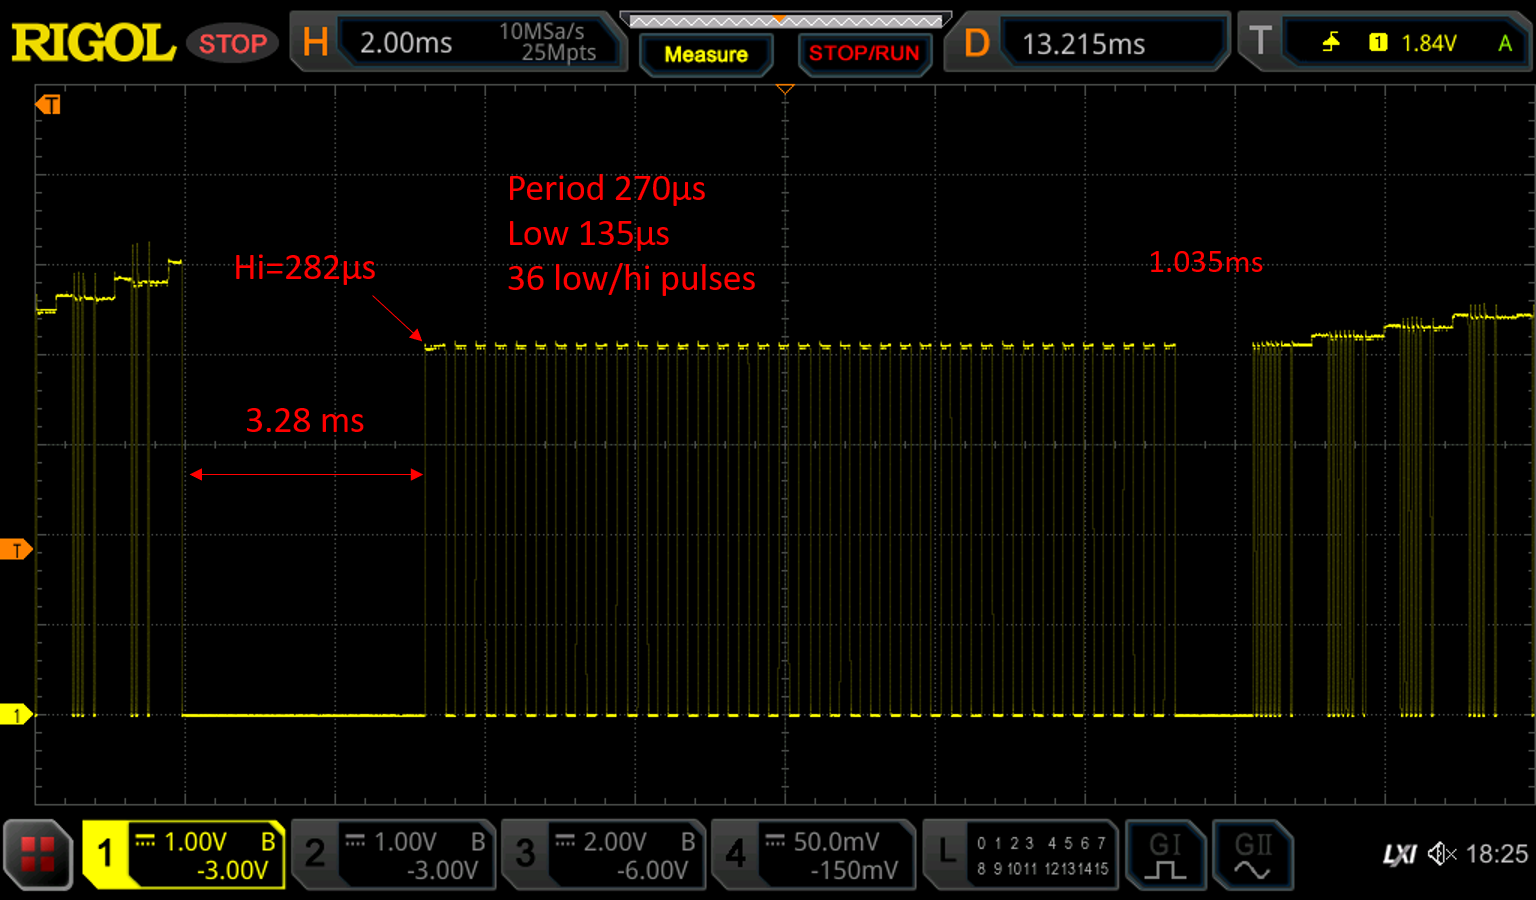 RIGOL STOP H 2.00ms 10MSa/s 25Mpts Measure STOP/RUN D 13.215ms T 1 1.84V A
T
Period 270µs
Low 135µs
36 low/hi pulses
Hi=282µs
1.035ms
3.28 ms
T
1
1 1.00V B -3.00V
2 1.00V B -3.00V
3 2.00V B -6.00V
4 50.0mV -150mV
L 0 1 2 3 4 5 6 7
8 9 10 11 12 13 14 15
GI GII LXI 18:25